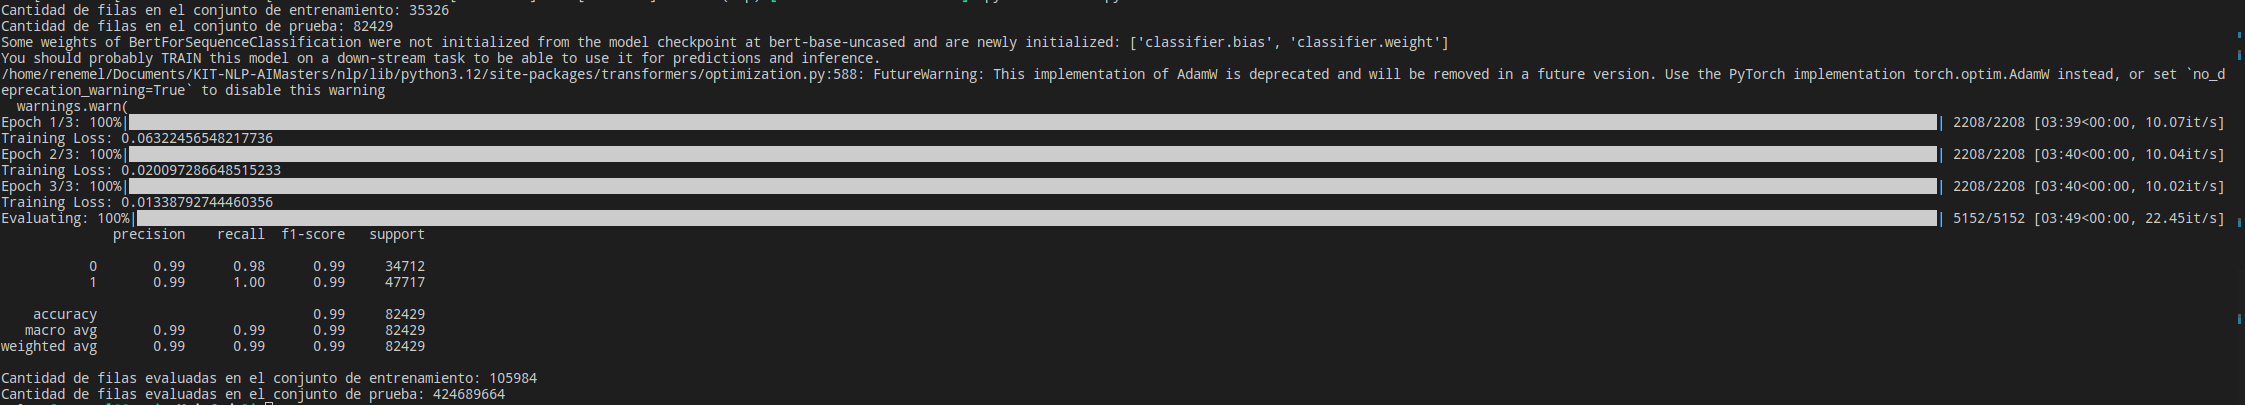 Cantidad de filas en el conjunto de entrenamiento: 35326
Cantidad de filas en el conjunto de prueba: 82429
Some weights of BertForSequenceClassification were not initialized from the model checkpoint at bert-base-uncased and are newly initialized: ['classifier.bias', 'classifier.weight']
You should probably TRAIN this model on a down-stream task to be able to use it for predictions and inference.
/home/renemel/Documents/KIT-NLP-AIMasters/nlp/lib/python3.12/site-packages/transformers/optimization.py:588: FutureWarning: This implementation of AdamW is deprecated and will be removed in a future version. Use the PyTorch implementation torch.optim.AdamW instead, or set `no_d
eprecation_warning=True` to disable this warning
  warnings.warn(
Epoch 1/3: 100%|| 2208/2208 [03:39<00:00, 10.07it/s]
Training Loss: 0.06322456548217736
Epoch 2/3: 100%|| 2208/2208 [03:40<00:00, 10.04it/s]
Training Loss: 0.020097286648515233
Epoch 3/3: 100%|| 2208/2208 [03:40<00:00, 10.02it/s]
Training Loss: 0.01338792744460356
Evaluating: 100%|| 5152/5152 [03:49<00:00, 22.45it/s]
precision recall f1-score support
0 0.99 0.98 0.99 34712
1 0.99 1.00 0.99 47717
accuracy 0.99 82429
macro avg 0.99 0.99 0.99 82429
weighted avg 0.99 0.99 0.99 82429
Cantidad de filas evaluadas en el conjunto de entrenamiento: 105984
Cantidad de filas evaluadas en el conjunto de prueba: 424689664